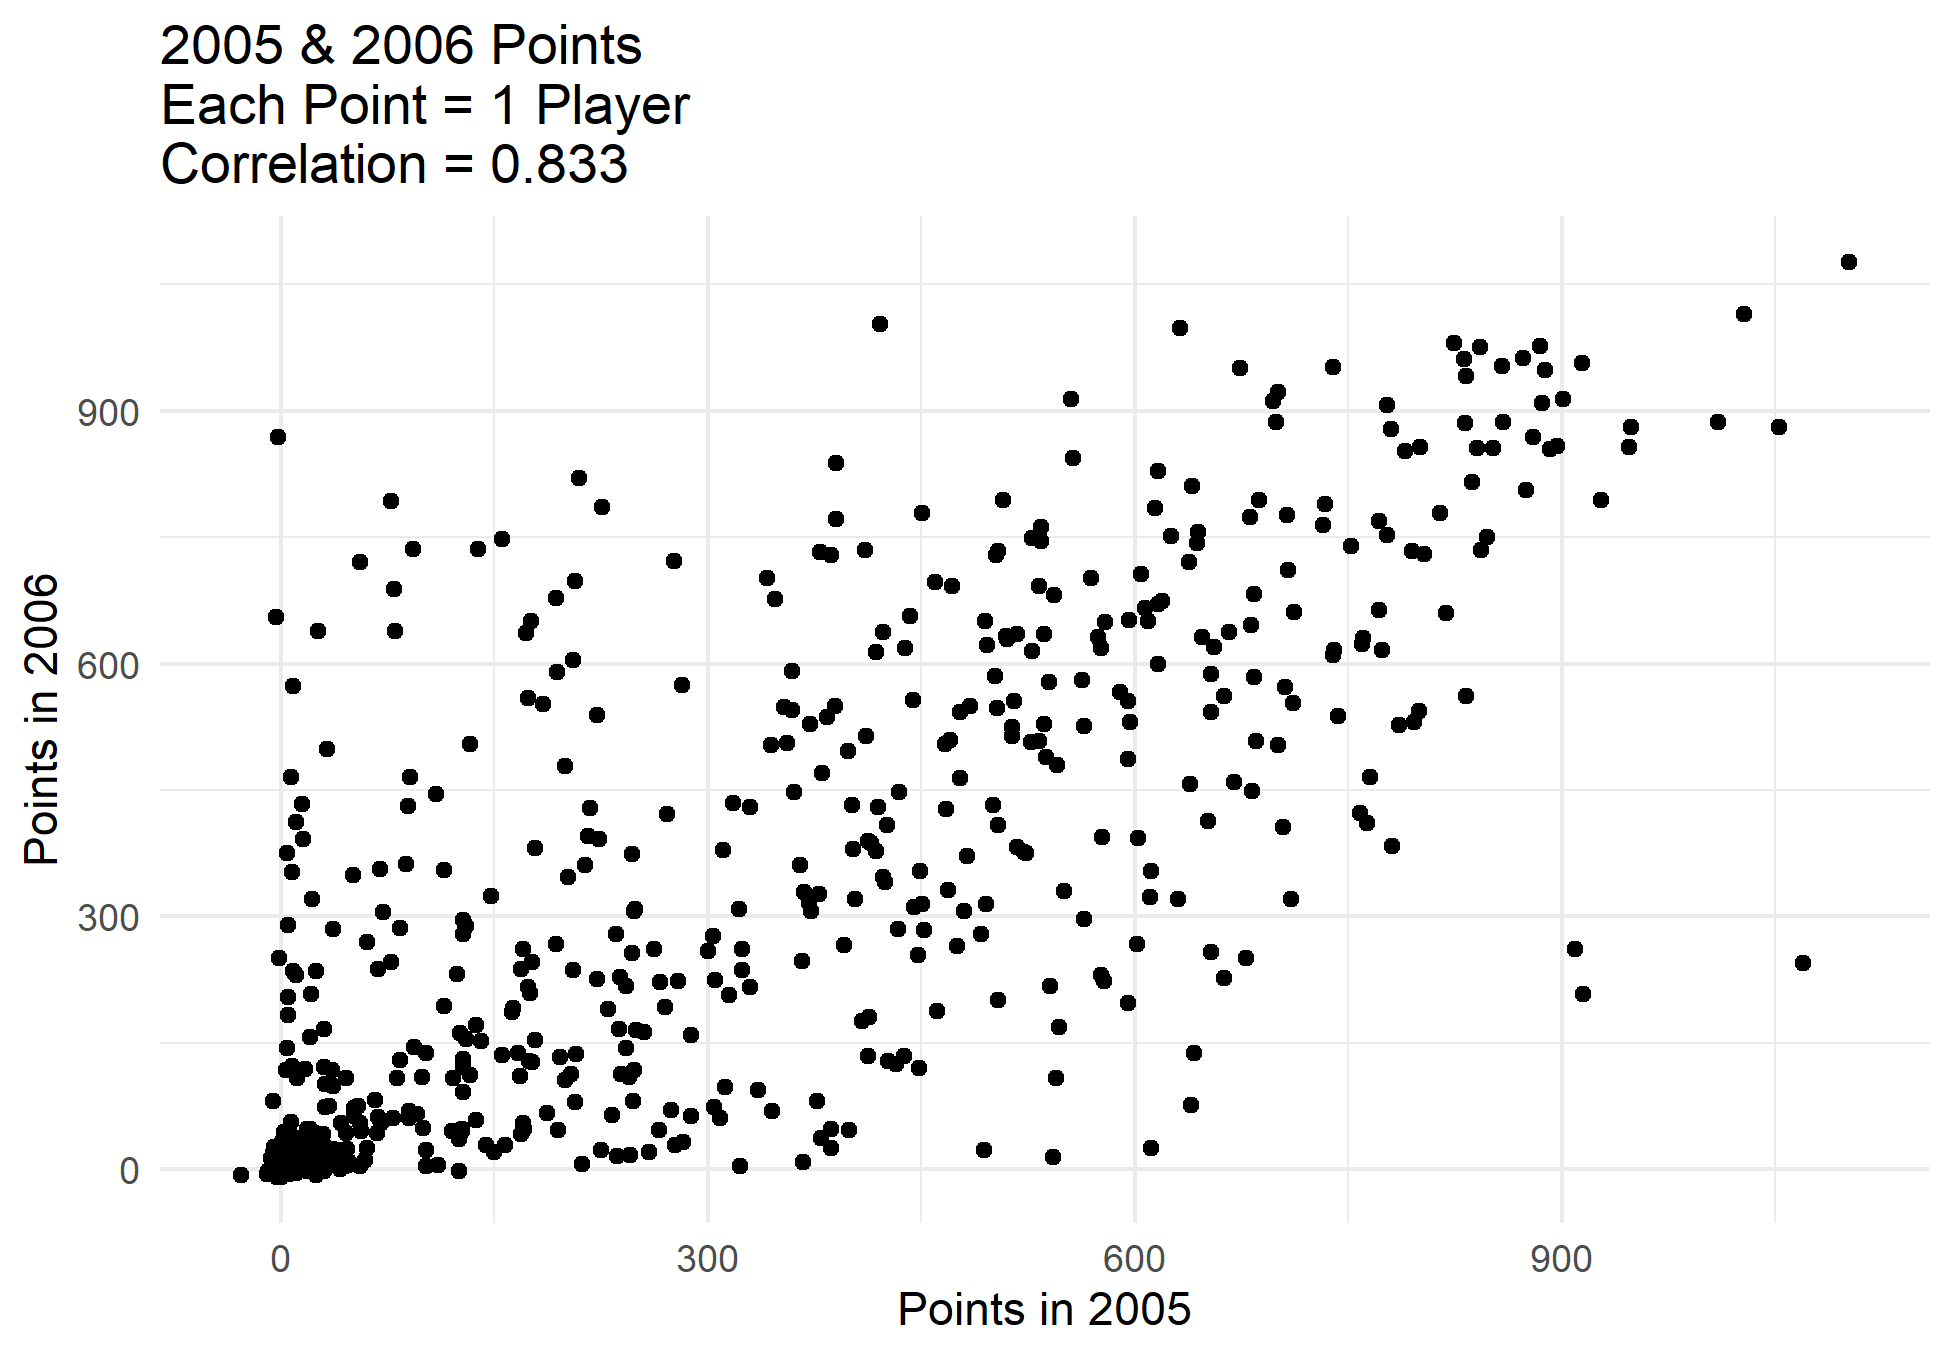 2005 & 2006 Points
Each Point = 1 Player
Correlation = 0.833
Points in 2006
900
600
300
0
0
300
600
900
Points in 2005